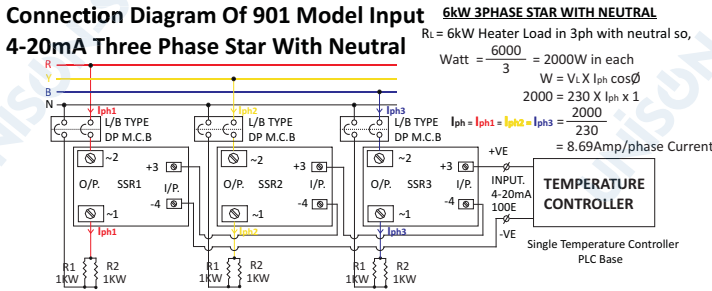 Connection Diagram Of 901 Model Input
4-20mA Three Phase Star With Neutral
6kW 3PHASE STAR WITH NEUTRAL
RL = 6kW Heater Load in 3ph with neutral so,
Watt = 6000/3 = 2000W in each
W = VL X Iph cosØ
2000 = 230 X Iph x 1
Iph = Iph1 = Iph2 = Iph3 = 2000/230
= 8.69Amp/phase Current
R
Y
B
N
Iph1
Iph2
Iph3
L/B TYPE
DP M.C.B
L/B TYPE
DP M.C.B
L/B TYPE
DP M.C.B
~2
+3
O/P. SSR1 I/P.
-4
~1
~2
+3
O/P. SSR2 I/P.
-4
~1
~2
+3
O/P. SSR3 I/P.
-4
~1
Iph1
Iph2
Iph3
R1 R2
1KW 1KW
R1 R2
1KW 1KW
R1 R2
1KW 1KW
+VE
INPUT.
4-20mA
100E
-VE
TEMPERATURE
CONTROLLER
Single Temperature Controller
PLC Base
UNISON